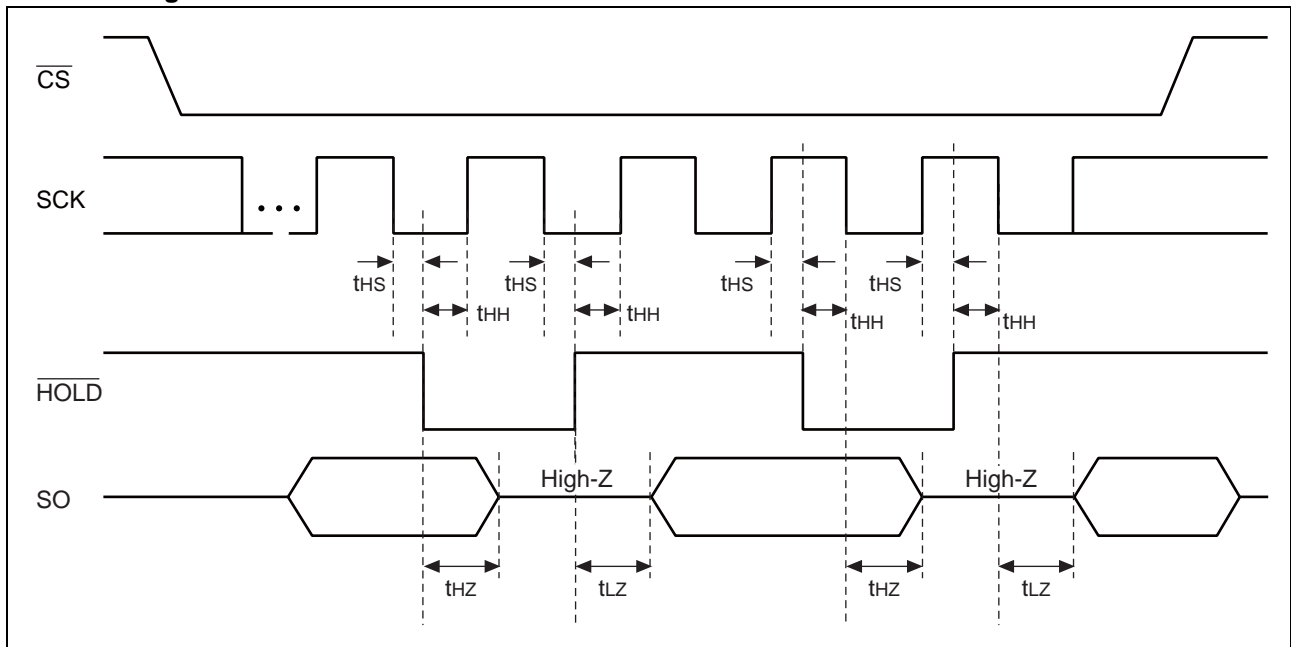 CS
SCK
...
tHS tHS tHS tHS
tHH tHH tHH tHH
HOLD
High-Z High-Z
SO
tHZ tLZ tHZ tLZ